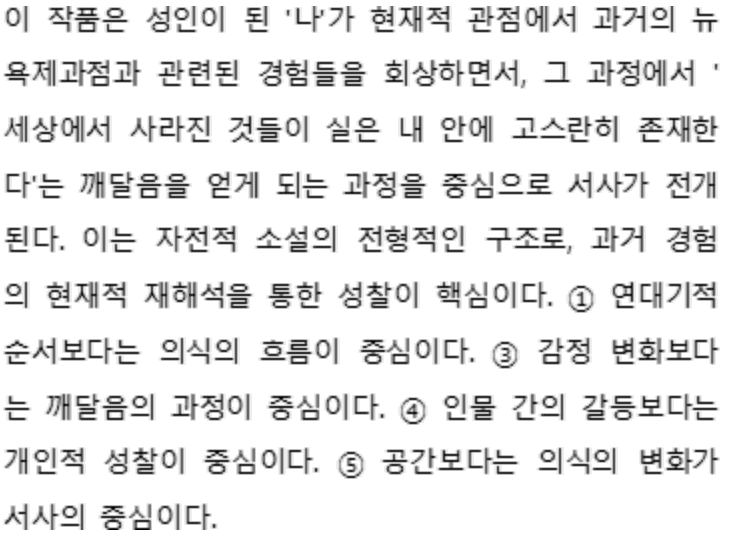 이 작품은 성인이 된 '나'가 현재적 관점에서 과거의 뉴
욕제과점과 관련된 경험들을 회상하면서, 그 과정에서 '
세상에서 사라진 것들이 실은 내 안에 고스란히 존재한
다'는 깨달음을 얻게 되는 과정을 중심으로 서사가 전개
된다. 이는 자전적 소설의 전형적인 구조로, 과거 경험
의 현재적 재해석을 통한 성찰이 핵심이다. ① 연대기적
순서보다는 의식의 흐름이 중심이다. ③ 감정 변화보다
는 깨달음의 과정이 중심이다. ④ 인물 간의 갈등보다는
개인적 성찰이 중심이다. ⑤ 공간보다는 의식의 변화가
서사의 중심이다.